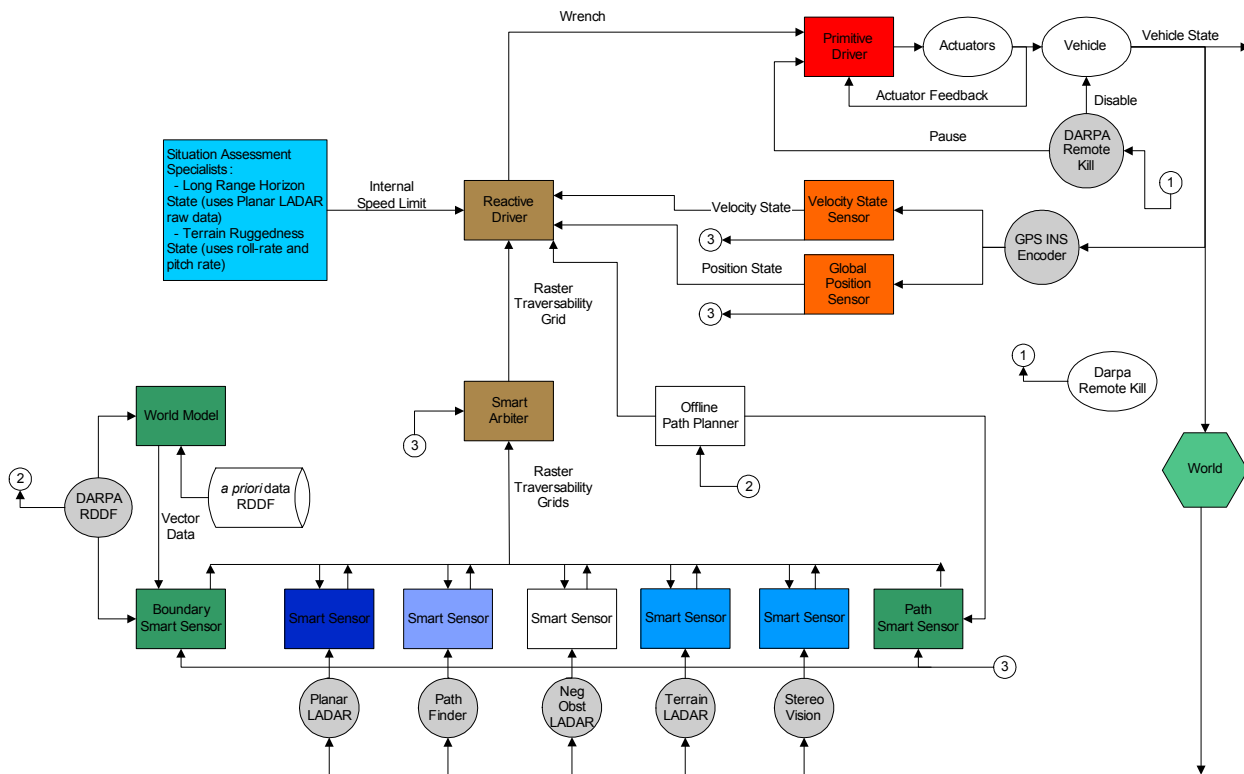 Wrench
Primitive
Driver
Actuators
Vehicle
Vehicle State
Actuator Feedback
Disable
Pause
DARPA
Remote
Kill
1
Situation Assessment
Specialists :
- Long Range Horizon
State (uses Planar LADAR
raw data)
- Terrain Ruggedness
State (uses roll-rate and
pitch rate)
Internal
Speed Limit
Reactive
Driver
Velocity State
3
Velocity State
Sensor
Position State
3
Global
Position
Sensor
GPS INS
Encoder
Raster
Traversability
Grid
1
Darpa
Remote Kill
World Model
Smart
Arbiter
3
Offline
Path Planner
2
World
2
DARPA
RDDF
a priori data
RDDF
Vector
Data
Raster
Traversability
Grids
Boundary
Smart Sensor
Smart Sensor
Smart Sensor
Smart Sensor
Smart Sensor
Smart Sensor
Path
Smart Sensor
3
Planar
LADAR
Path
Finder
Neg
Obst
LADAR
Terrain
LADAR
Stereo
Vision